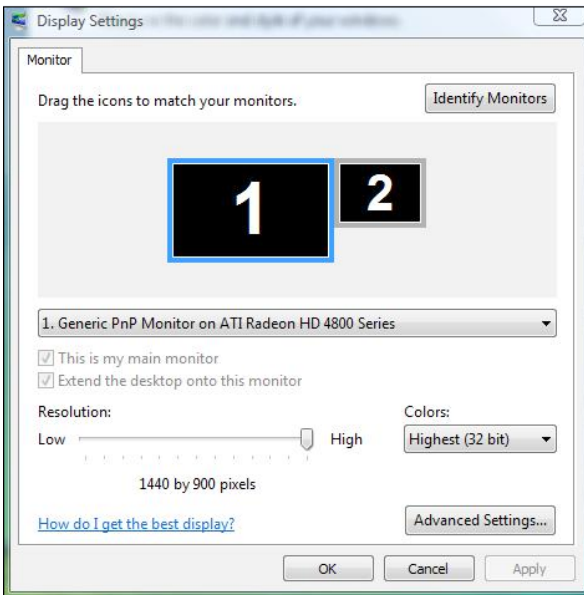 Display Settings
Monitor
Drag the icons to match your monitors.
Identify Monitors
1
2
1. Generic PnP Monitor on ATI Radeon HD 4800 Series
This is my main monitor
Extend the desktop onto this monitor
Resolution:
Colors:
Low
High
Highest (32 bit)
1440 by 900 pixels
How do I get the best display?
Advanced Settings...
OK
Cancel
Apply